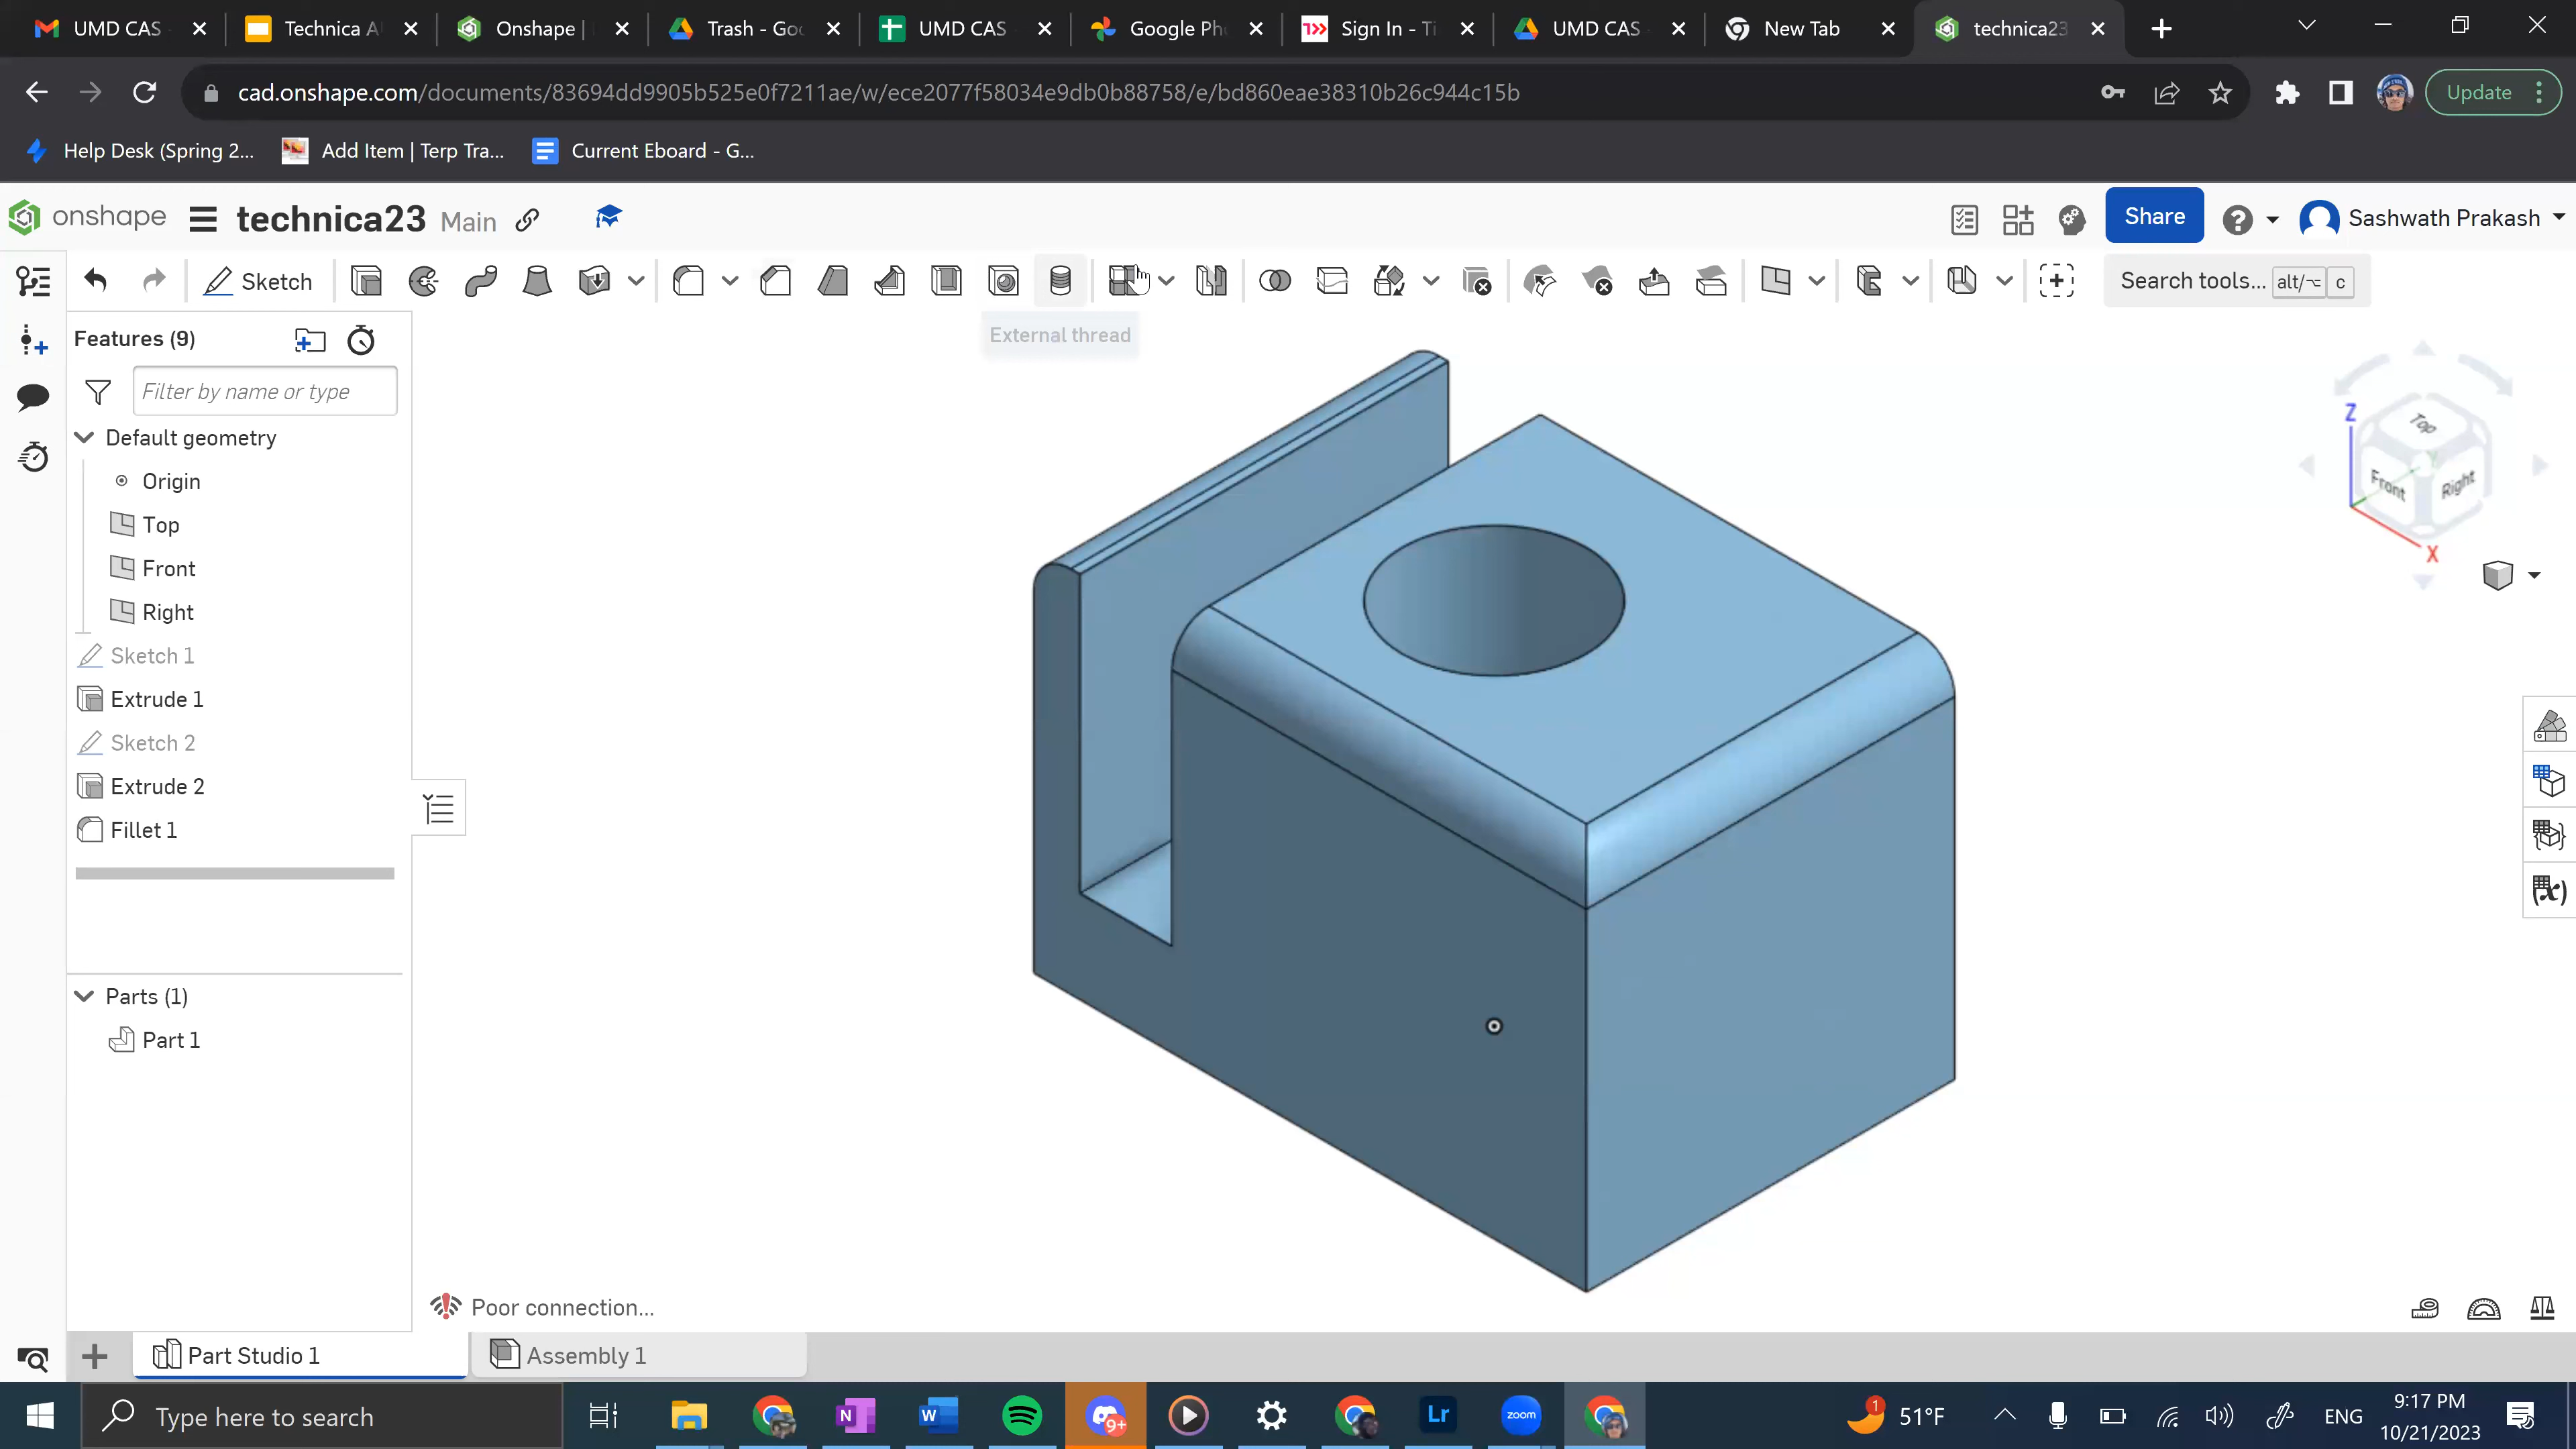 UMD CAS
Technica A
Onshape |
Trash - Goo
UMD CAS
Google Ph
Sign In - Ti
UMD CAS
New Tab
technica23
cad.onshape.com/documents/83694dd9905b525e0f7211ae/w/ece2077f58034e9db0b88758/e/bd860eae38310b26c944c15b
Update
Help Desk (Spring 2...
Add Item | Terp Tra...
Current Eboard - G...
onshape
technica23 Main
Share
Sashwath Prakash
Sketch
Search tools... alt/⌥ c
External thread
Features (9)
Filter by name or type
Default geometry
Origin
Top
Front
Right
Sketch 1
Extrude 1
Sketch 2
Extrude 2
Fillet 1
Parts (1)
Part 1
Z
Top
Front
Right
X
(x)
Poor connection...
Part Studio 1
Assembly 1
Type here to search
N
W
9+
Lr
zoom
1
51°F
ENG
9:17 PM
10/21/2023